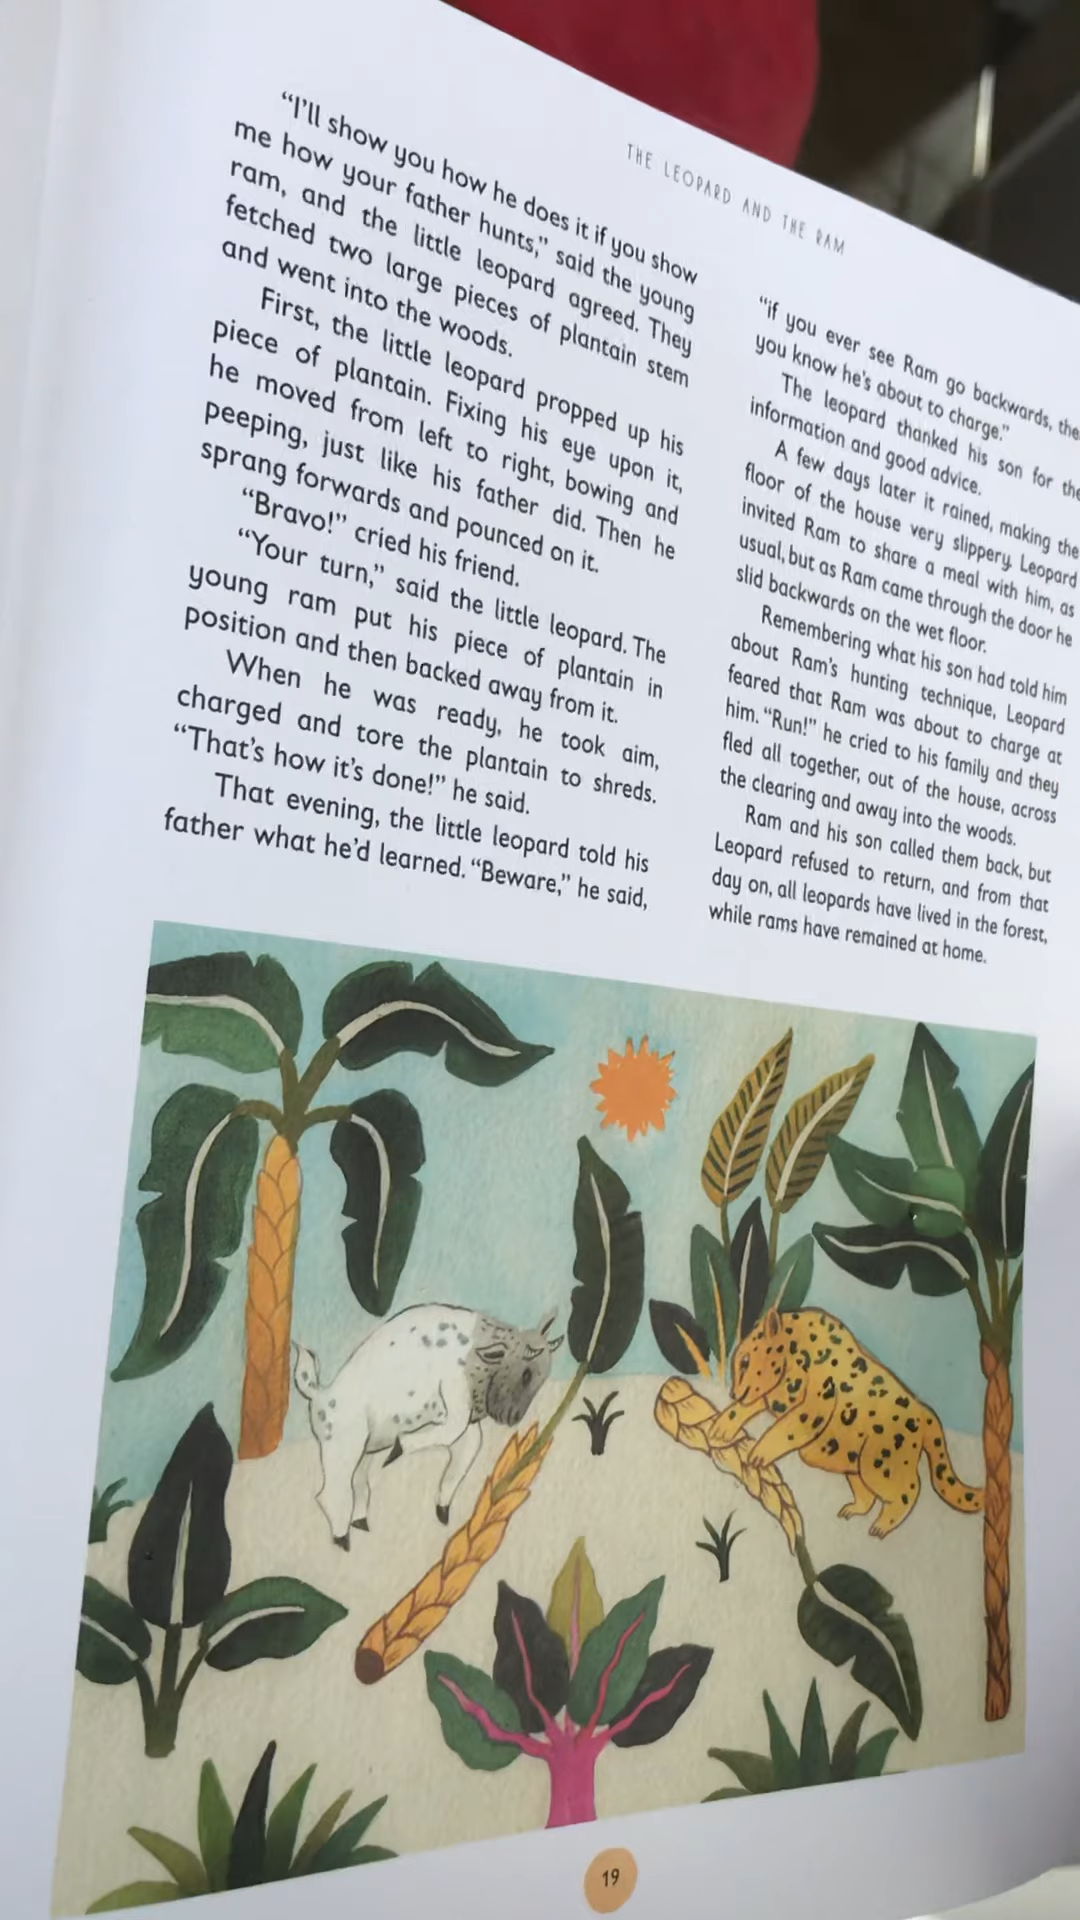 THE LEOPARD AND THE RAM
“I’ll show you how he does it if you show
me how your father hunts,” said the young
ram, and the little leopard agreed. They
fetched two large pieces of plantain stem
and went into the woods.
First, the little leopard propped up his
piece of plantain. Fixing his eye upon it,
he moved from left to right, bowing and
peeping, just like his father did. Then he
sprang forwards and pounced on it.
“Bravo!” cried his friend.
“Your turn,” said the little leopard. The
young ram put his piece of plantain in
position and then backed away from it.
When he was ready, he took aim,
charged and tore the plantain to shreds.
“That’s how it’s done!” he said.
That evening, the little leopard told his
father what he’d learned. “Beware,” he said,
“if you ever see Ram go backwards, the
you know he’s about to charge.”
The leopard thanked his son for the
information and good advice.
A few days later it rained, making the
floor of the house very slippery. Leopard
invited Ram to share a meal with him, as
usual, but as Ram came through the door he
slid backwards on the wet floor.
Remembering what his son had told him
about Ram’s hunting technique, Leopard
feared that Ram was about to charge at
him. “Run!” he cried to his family and they
fled all together, out of the house, across
the clearing and away into the woods.
Ram and his son called them back, but
Leopard refused to return, and from that
day on, all leopards have lived in the forest,
while rams have remained at home.
19